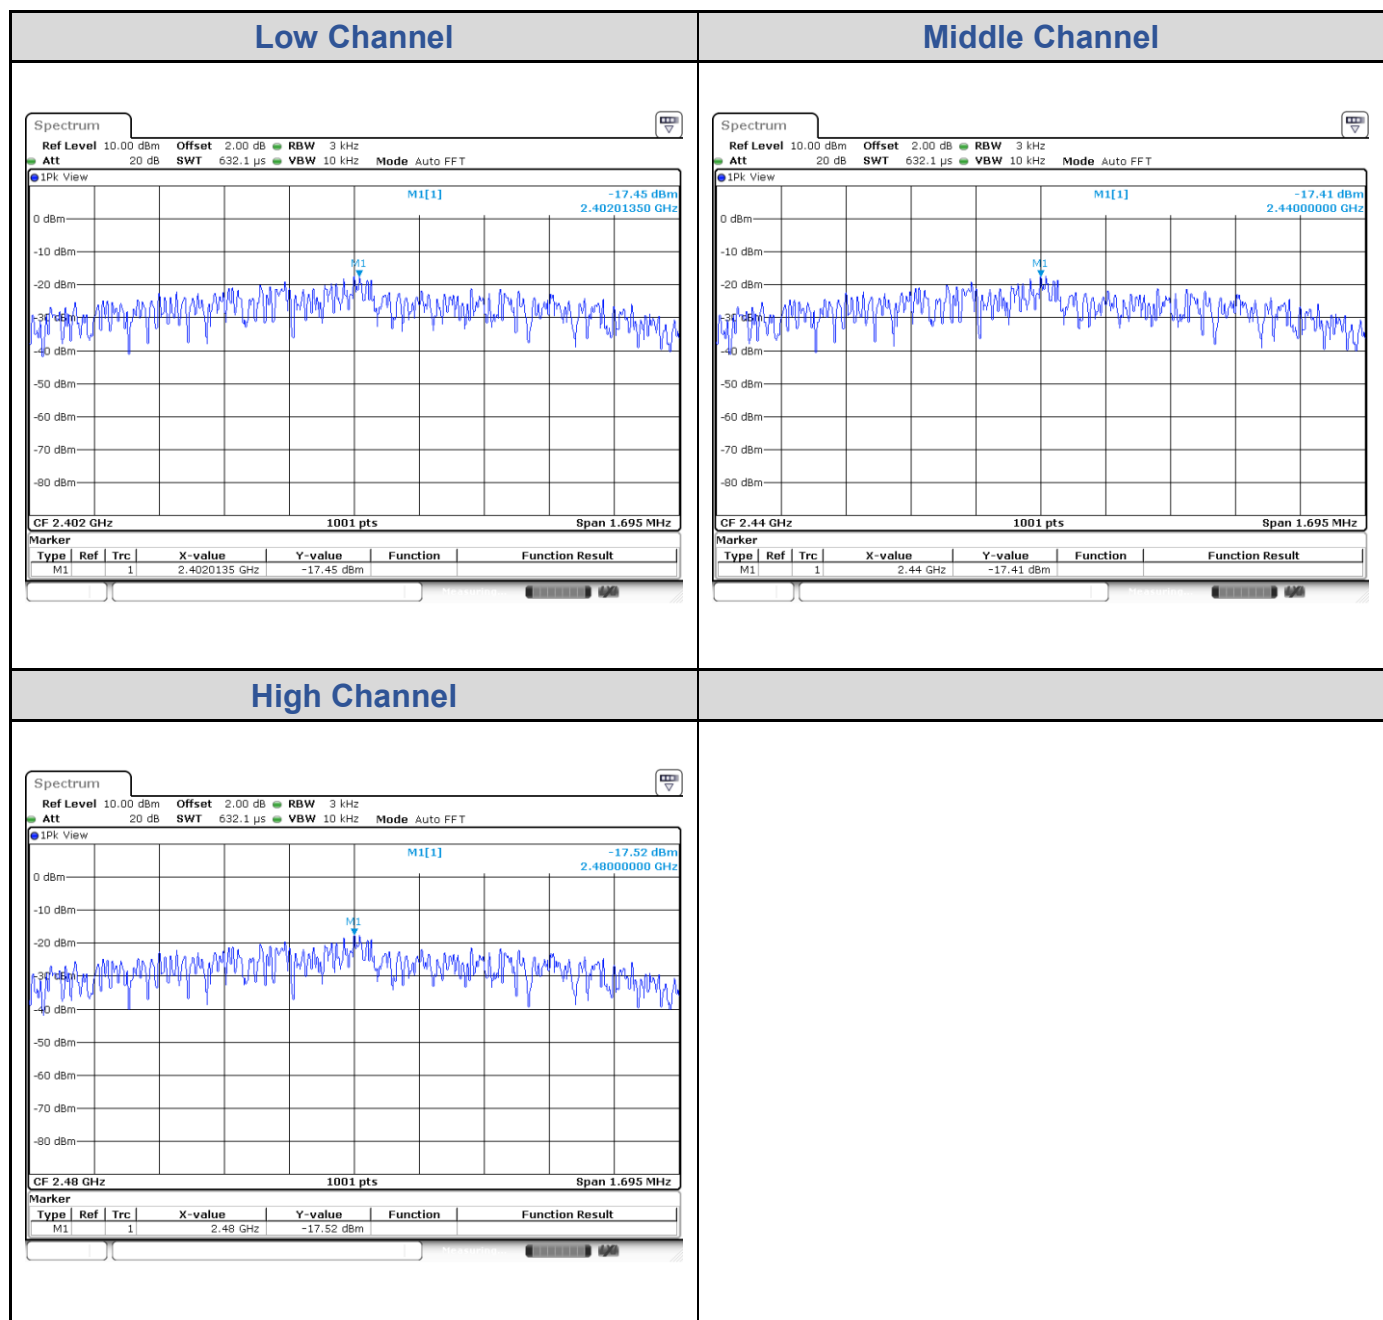 Low Channel
Middle Channel
Spectrum
Ref Level 10.00 dBm Offset 2.00 dB RBW 3 kHz
Att 20 dB SWT 632.1 µs VBW 10 kHz Mode Auto FFT
1Pk View
M1[1] -17.45 dBm
2.40201350 GHz
0 dBm
-10 dBm
M1
-20 dBm
-30 dBm
-40 dBm
-50 dBm
-60 dBm
-70 dBm
-80 dBm
CF 2.402 GHz 1001 pts Span 1.695 MHz
Marker
Type Ref Trc X-value Y-value Function Function Result
M1 1 2.4020135 GHz -17.45 dBm
Measuring...
Spectrum
Ref Level 10.00 dBm Offset 2.00 dB RBW 3 kHz
Att 20 dB SWT 632.1 µs VBW 10 kHz Mode Auto FFT
1Pk View
M1[1] -17.41 dBm
2.44000000 GHz
0 dBm
-10 dBm
M1
-20 dBm
-30 dBm
-40 dBm
-50 dBm
-60 dBm
-70 dBm
-80 dBm
CF 2.44 GHz 1001 pts Span 1.695 MHz
Marker
Type Ref Trc X-value Y-value Function Function Result
M1 1 2.44 GHz -17.41 dBm
Measuring...
High Channel
Spectrum
Ref Level 10.00 dBm Offset 2.00 dB RBW 3 kHz
Att 20 dB SWT 632.1 µs VBW 10 kHz Mode Auto FFT
1Pk View
M1[1] -17.52 dBm
2.48000000 GHz
0 dBm
-10 dBm
M1
-20 dBm
-30 dBm
-40 dBm
-50 dBm
-60 dBm
-70 dBm
-80 dBm
CF 2.48 GHz 1001 pts Span 1.695 MHz
Marker
Type Ref Trc X-value Y-value Function Function Result
M1 1 2.48 GHz -17.52 dBm
Measuring...